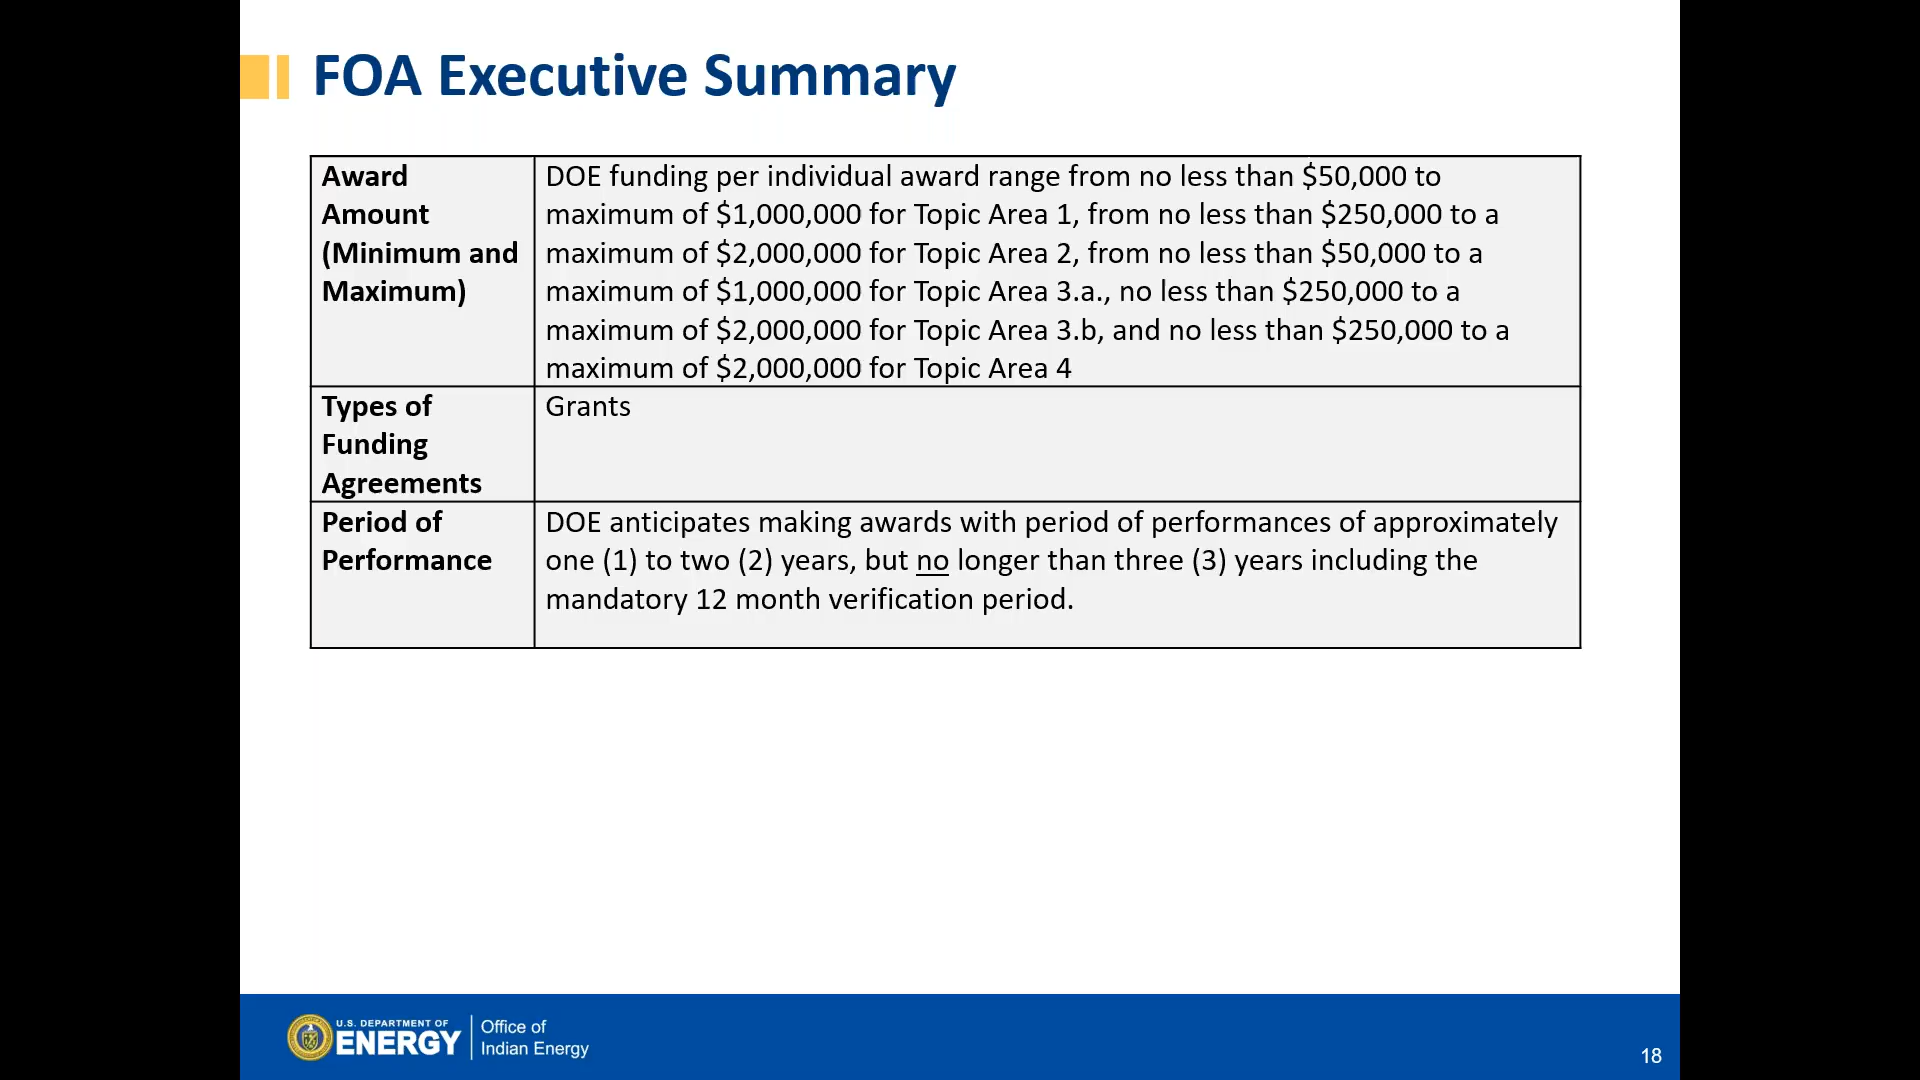 FOA Executive Summary
Award
Amount
(Minimum and
Maximum)
DOE funding per individual award range from no less than $50,000 to
maximum of $1,000,000 for Topic Area 1, from no less than $250,000 to a
maximum of $2,000,000 for Topic Area 2, from no less than $50,000 to a
maximum of $1,000,000 for Topic Area 3.a., no less than $250,000 to a
maximum of $2,000,000 for Topic Area 3.b, and no less than $250,000 to a
maximum of $2,000,000 for Topic Area 4
Types of
Funding
Agreements
Grants
Period of
Performance
DOE anticipates making awards with period of performances of approximately
one (1) to two (2) years, but no longer than three (3) years including the
mandatory 12 month verification period.
U.S. DEPARTMENT OF
ENERGY
Office of
Indian Energy
18